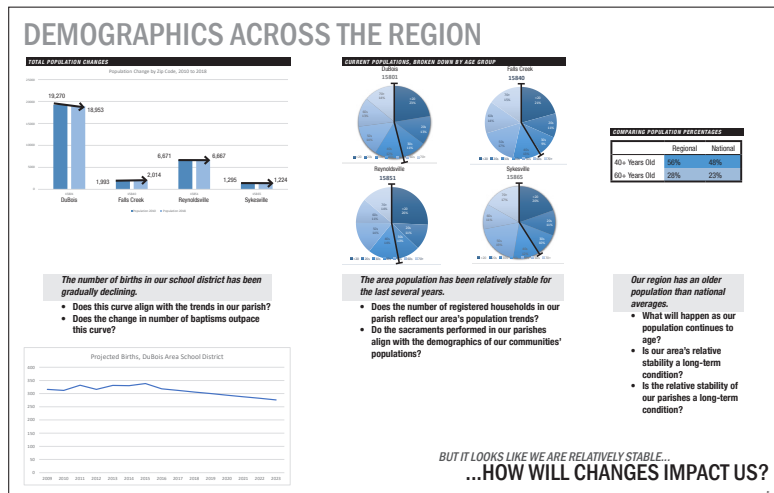 DEMOGRAPHICS ACROSS THE REGION
TOTAL POPULATION CHANGES
Population Change by Zip Code, 2010 to 2018
19,270
18,953
1,993
2,014
6,671
6,667
1,295
1,224
DuBois
Falls Creek
Reynoldsville
Sykesville
CURRENT POPULATIONS, BROKEN DOWN BY AGE GROUP
DuBois
15801
Falls Creek
15840
Reynoldsville
15851
Sykesville
15865
COMPARING POPULATION PERCENTAGES
Regional National
40+ Years Old 56% 48%
60+ Years Old 28% 23%
The number of births in our school district has been
gradually declining.
• Does this curve align with the trends in our parish?
• Does the change in number of baptisms outpace
this curve?
The area population has been relatively stable for
the last several years.
• Does the number of registered households in our
parish reflect our area's population trends?
• Do the sacraments performed in our parishes
align with the demographics of our communities'
populations?
Our region has an older
population than national
averages.
• What will happen as our
population continues to
age?
• Is our area's relative
stability a long-term
condition?
• Is the relative stability of
our parishes a long-term
condition?
Projected Births, DuBois Area School District
400
350
300
250
200
150
100
50
0
2009 2010 2011 2012 2013 2014 2015 2016 2017 2018 2019 2020 2021 2022 2023
BUT IT LOOKS LIKE WE ARE RELATIVELY STABLE...
...HOW WILL CHANGES IMPACT US?